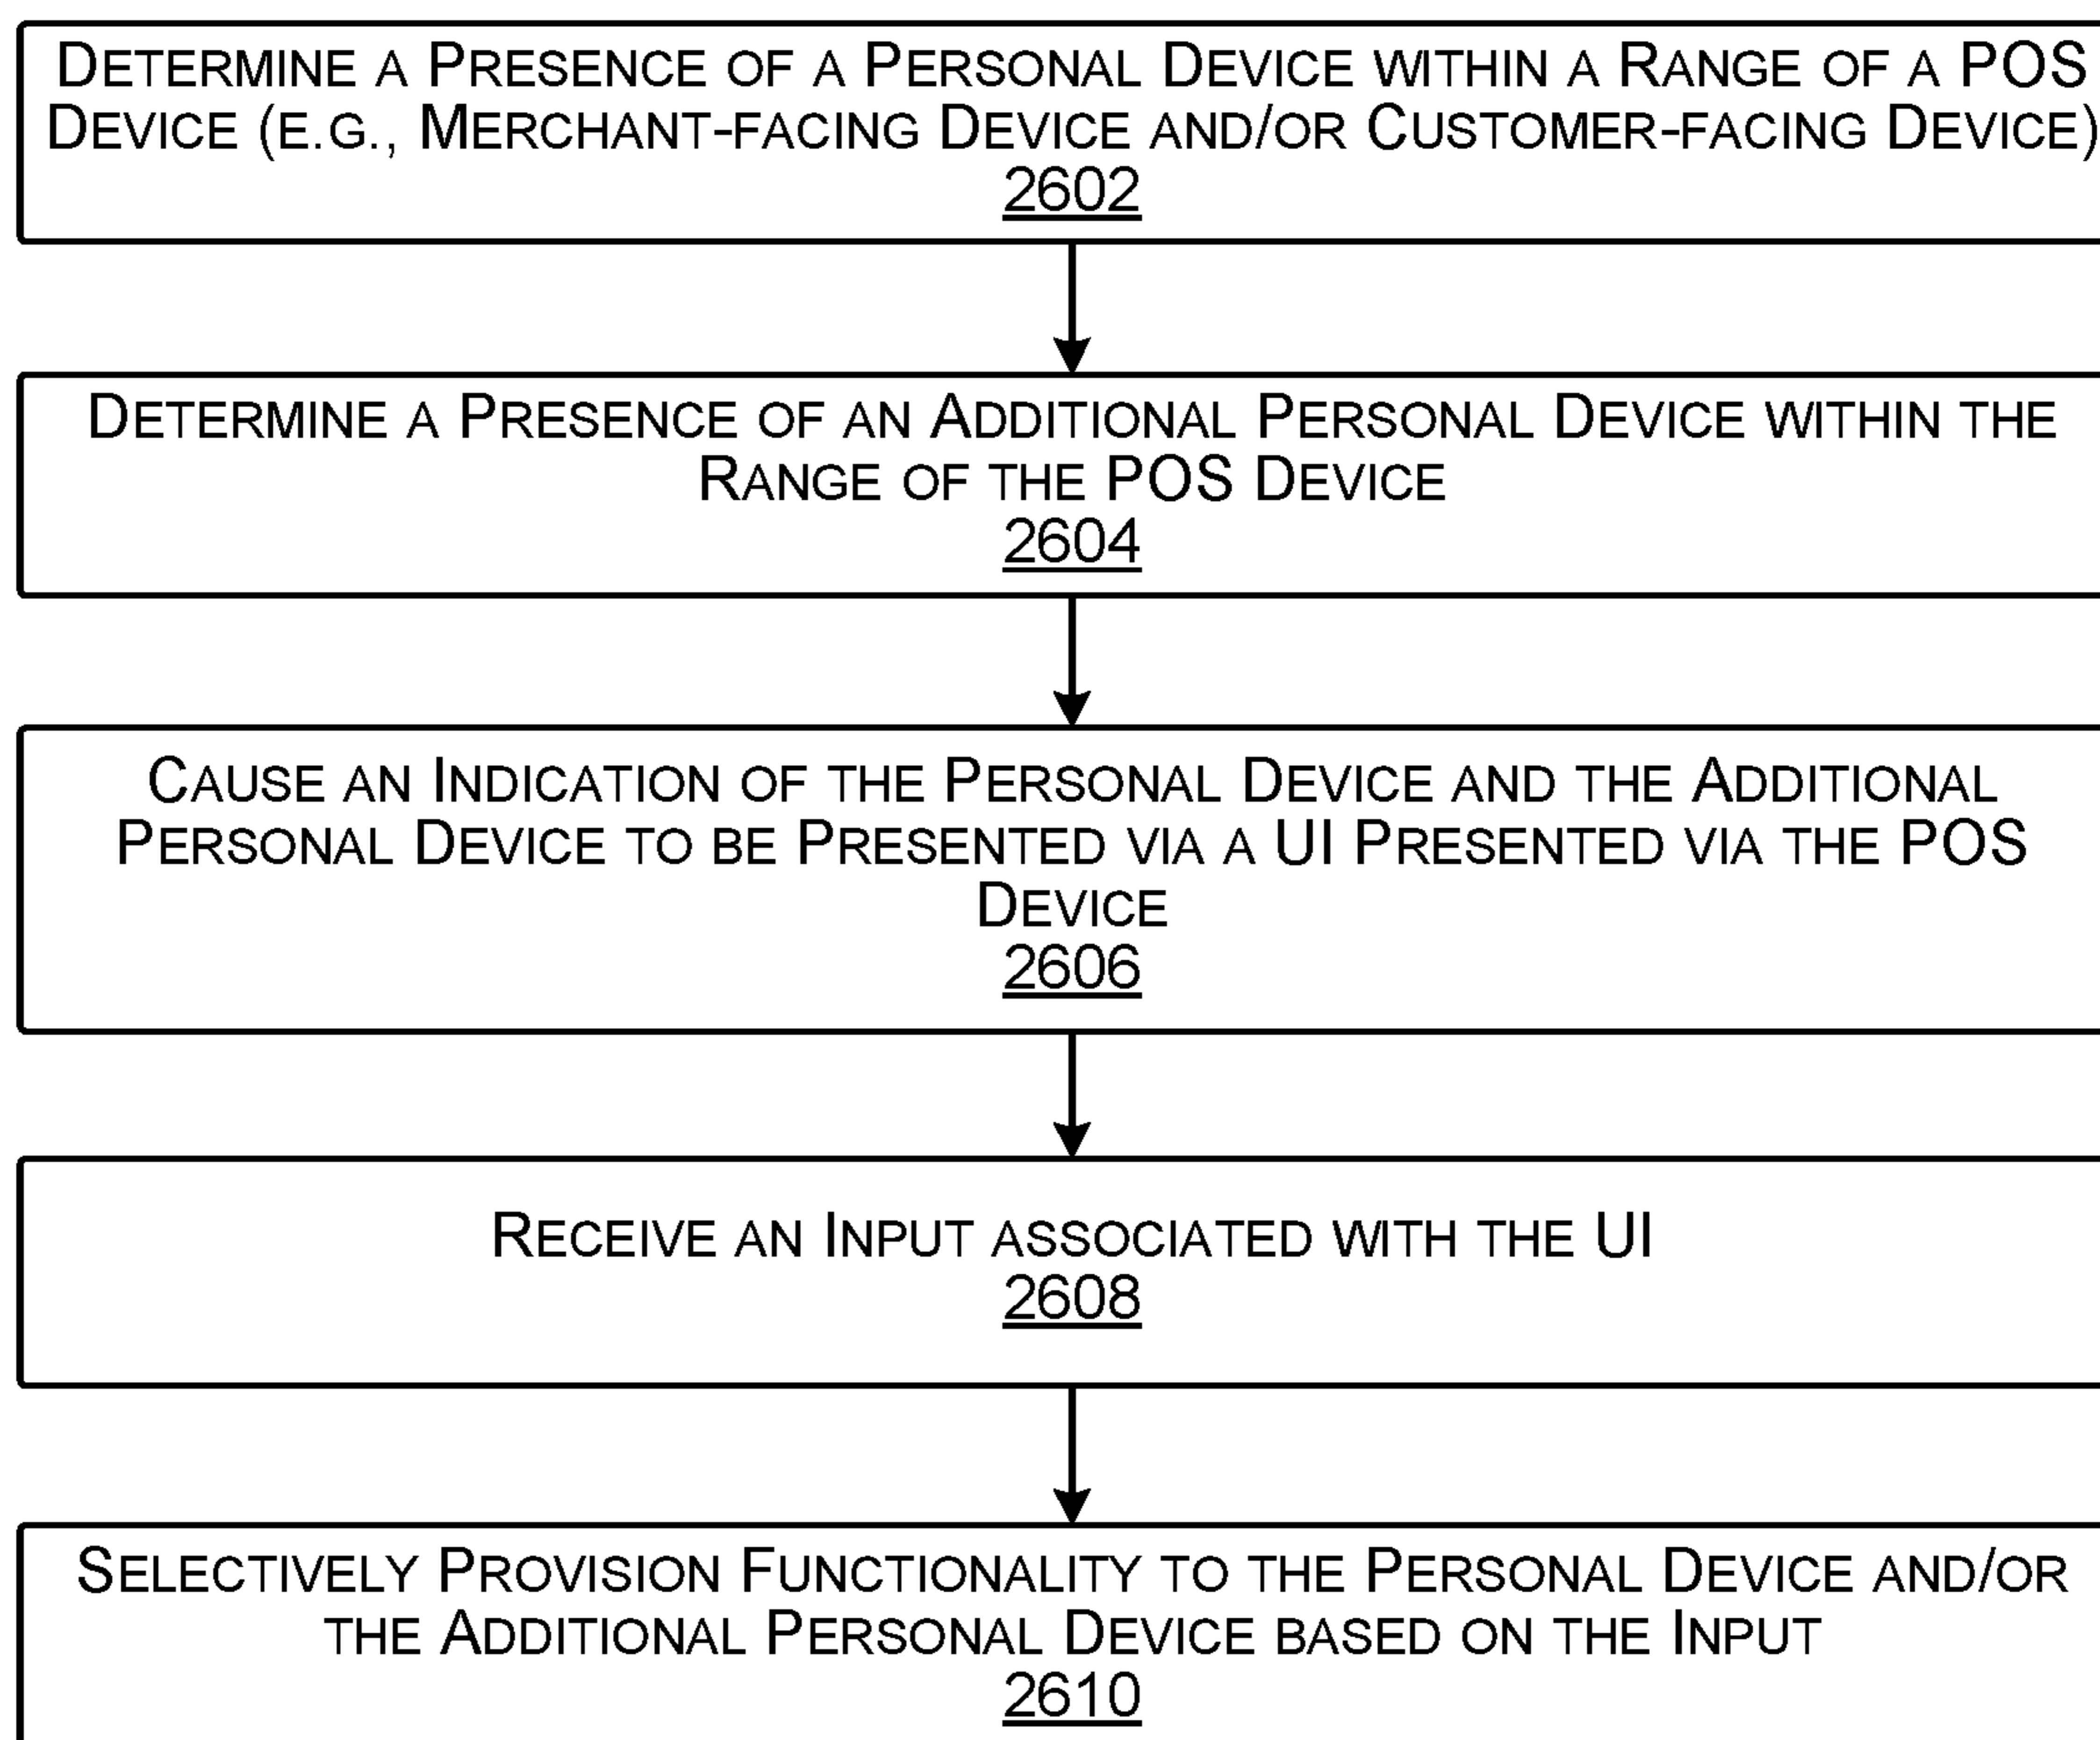 DETERMINE A PRESENCE OF A PERSONAL DEVICE WITHIN A RANGE OF A POS
DEVICE (E.G., MERCHANT-FACING DEVICE AND/OR CUSTOMER-FACING DEVICE)
2602
DETERMINE A PRESENCE OF AN ADDITIONAL PERSONAL DEVICE WITHIN THE
RANGE OF THE POS DEVICE
2604
CAUSE AN INDICATION OF THE PERSONAL DEVICE AND THE ADDITIONAL
PERSONAL DEVICE TO BE PRESENTED VIA A UI PRESENTED VIA THE POS
DEVICE
2606
RECEIVE AN INPUT ASSOCIATED WITH THE UI
2608
SELECTIVELY PROVISION FUNCTIONALITY TO THE PERSONAL DEVICE AND/OR
THE ADDITIONAL PERSONAL DEVICE BASED ON THE INPUT
2610